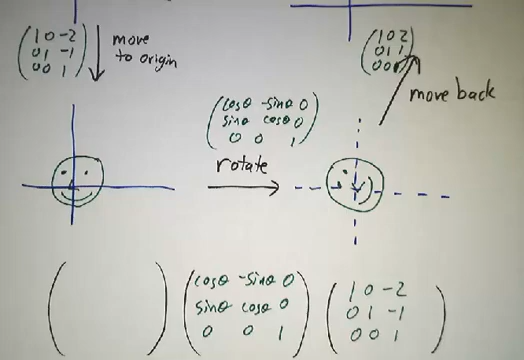 1 0 -2
0 1 -1
0 0 1
move
to origin
1 0 2
0 1 1
0 0 1
move back
cosθ -sinθ 0
sinθ cosθ 0
0 0 1
rotate
cosθ -sinθ 0
sinθ cosθ 0
0 0 1
1 0 -2
0 1 -1
0 0 1